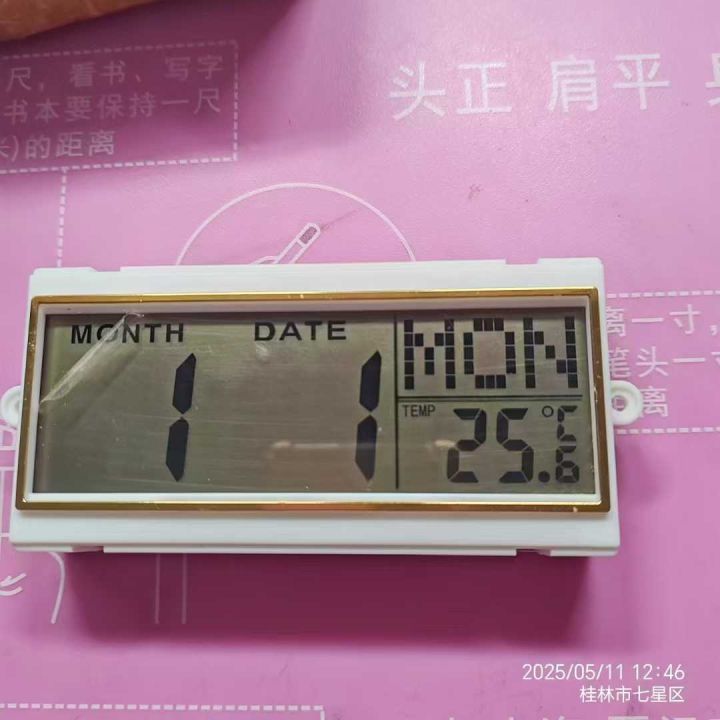 尺，看书、写字
书本要保持一尺
米)的距离
头正 肩平
MONTH DATE MON
1 1
TEMP 25.6 °C
离一寸，
笔头一寸
离
2025/05/11 12:46
桂林市七星区